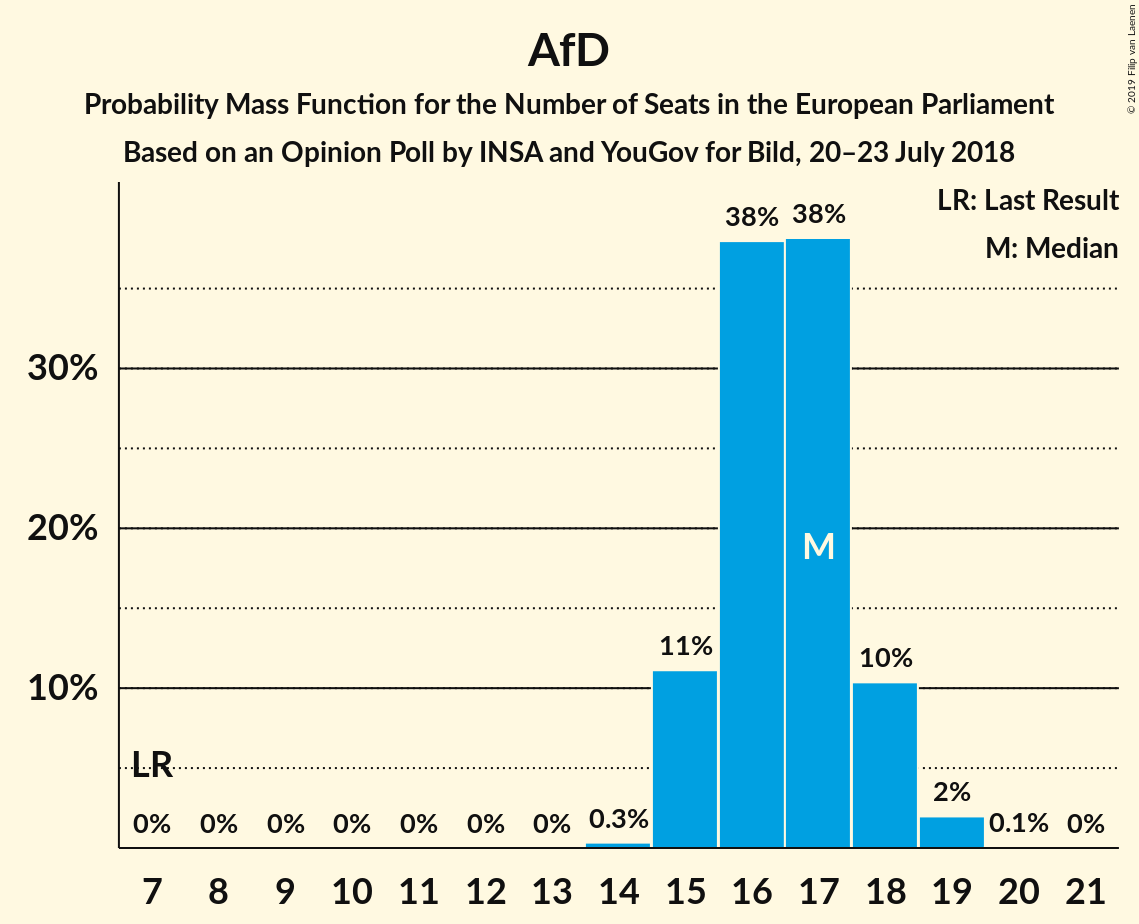 AfD
Probability Mass Function for the Number of Seats in the European Parliament
Based on an Opinion Poll by INSA and YouGov for Bild, 20–23 July 2018
© 2019 Filip van Laenen
LR: Last Result
M: Median
38% 38%
30%
20%
M
11% 10%
10%
LR
2%
0% 0% 0% 0% 0% 0% 0% 0.3% 0.1% 0%
7 8 9 10 11 12 13 14 15 16 17 18 19 20 21